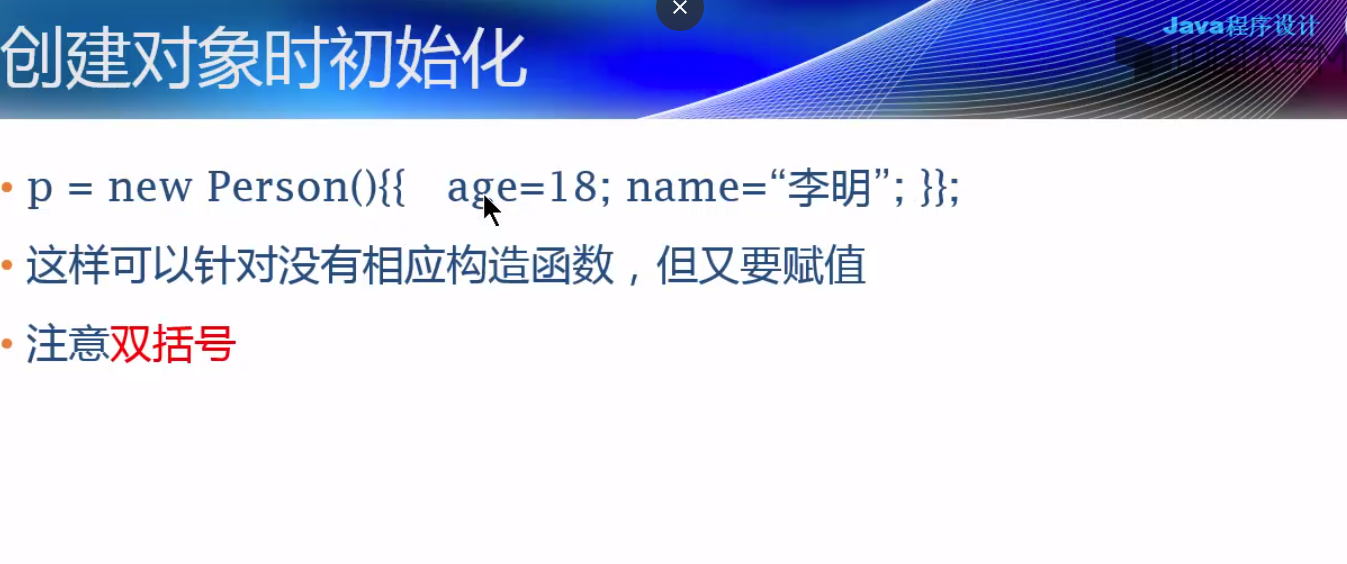 Java程序设计
创建对象时初始化
p = new Person(){{ age=18; name=“李明”; }};
这样可以针对没有相应构造函数，但又要赋值
注意双括号